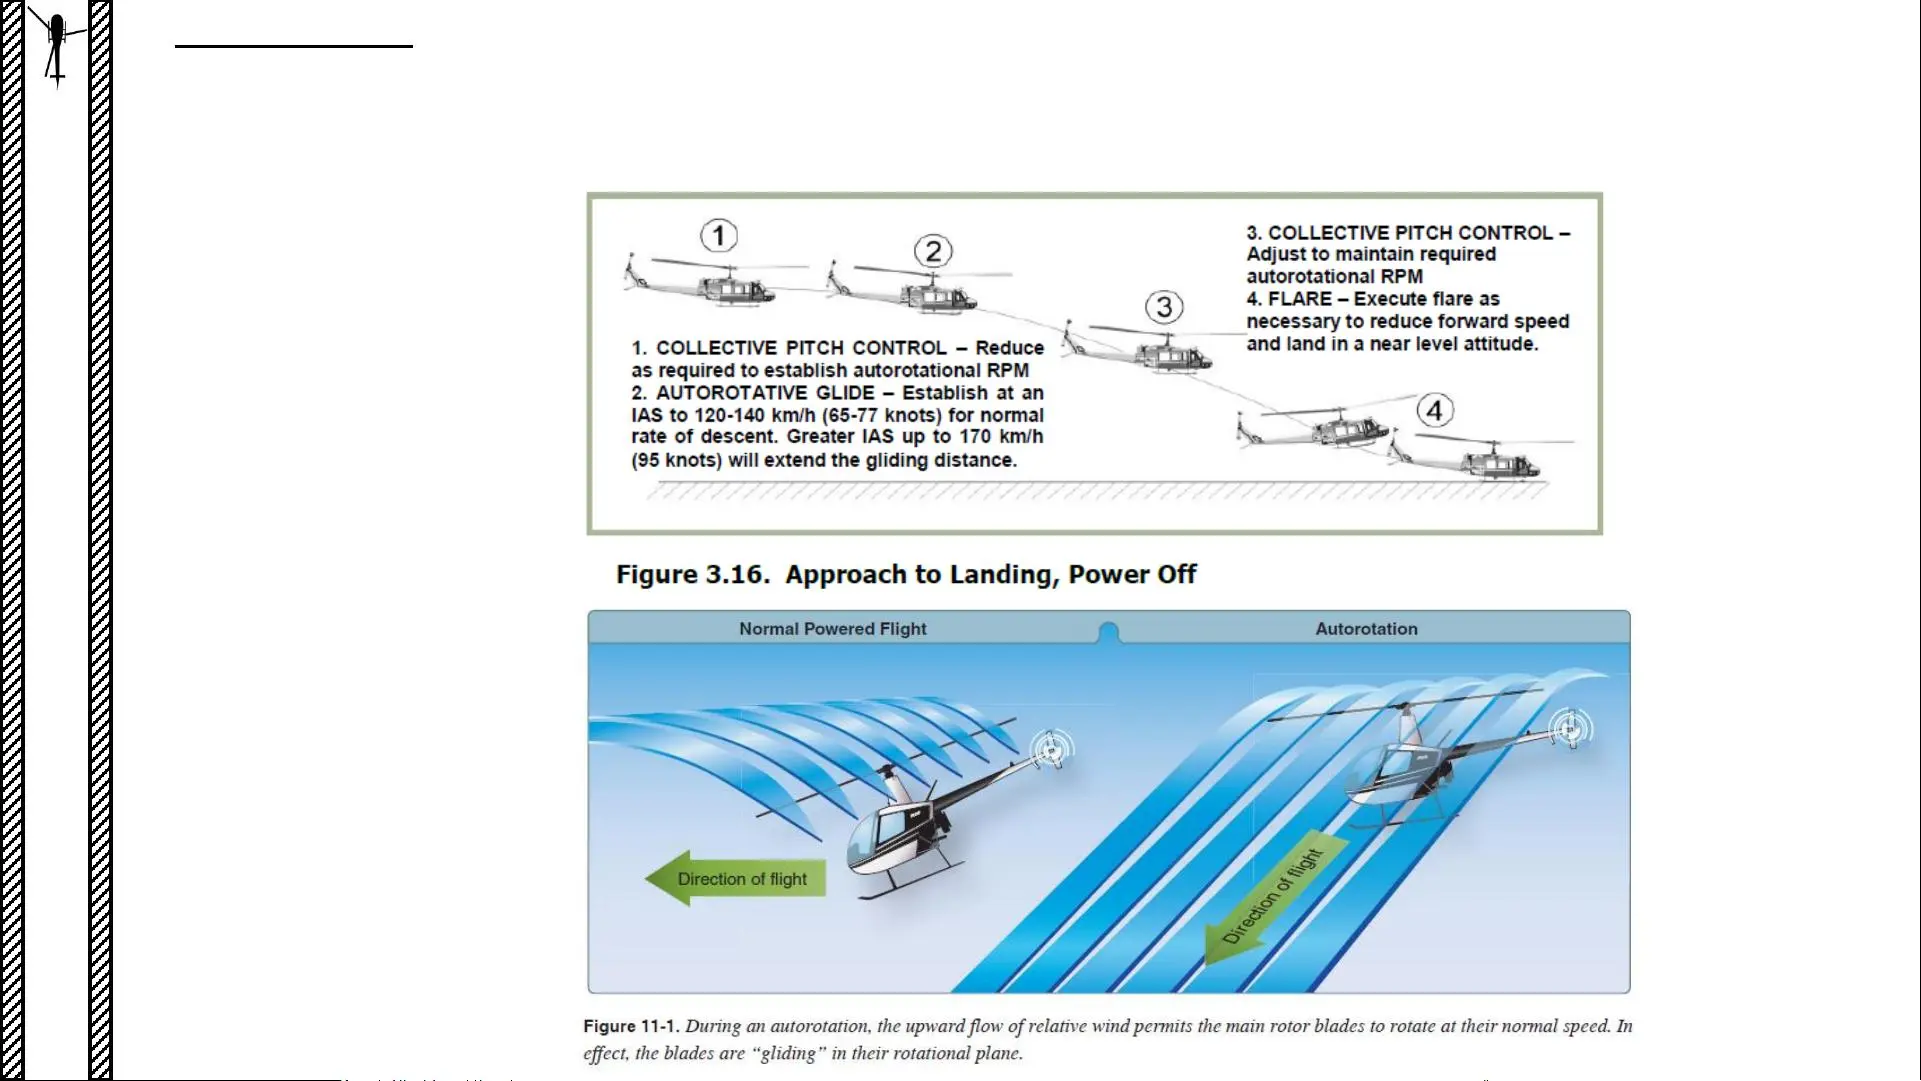 1
2
3
4
1. COLLECTIVE PITCH CONTROL – Reduce
as required to establish autorotational RPM
2. AUTOROTATIVE GLIDE – Establish at an
IAS to 120-140 km/h (65-77 knots) for normal
rate of descent. Greater IAS up to 170 km/h
(95 knots) will extend the gliding distance.
3. COLLECTIVE PITCH CONTROL –
Adjust to maintain required
autorotational RPM
4. FLARE – Execute flare as
necessary to reduce forward speed
and land in a near level attitude.
Figure 3.16. Approach to Landing, Power Off
Normal Powered Flight
Autorotation
Direction of flight
Direction of flight
Figure 11-1. During an autorotation, the upward flow of relative wind permits the main rotor blades to rotate at their normal speed. In
effect, the blades are “gliding” in their rotational plane.